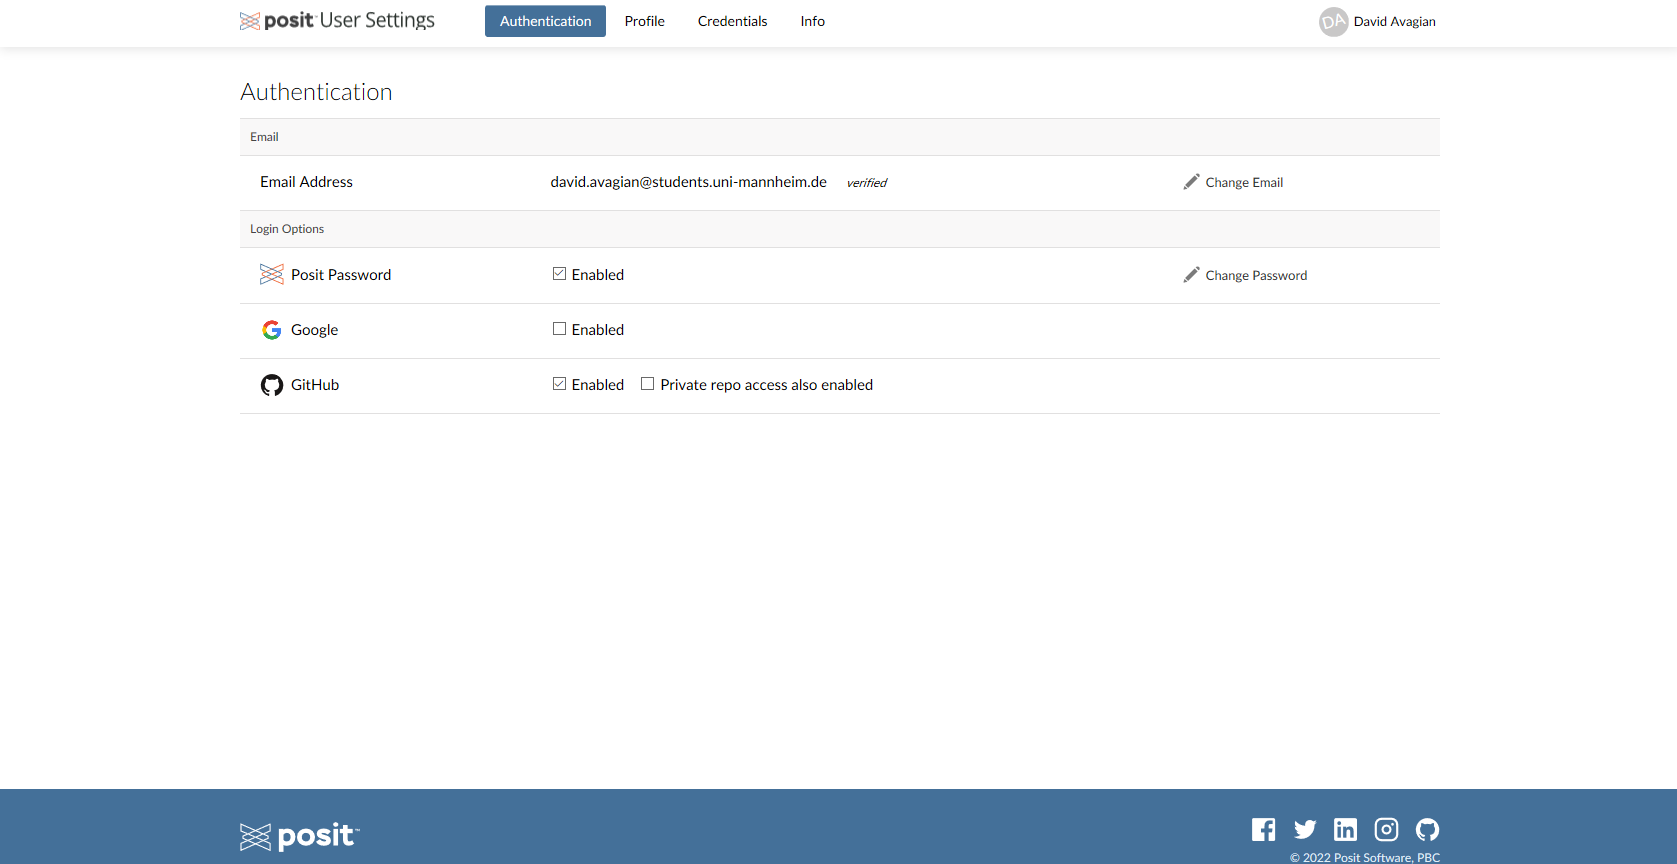 posit User Settings Authentication Profile Credentials Info DA David Avagian
Authentication
Email
Email Address david.avagian@students.uni-mannheim.de verified Change Email
Login Options
Posit Password Enabled Change Password
Google Enabled
GitHub Enabled Private repo access also enabled
posit™
© 2022 Posit Software, PBC